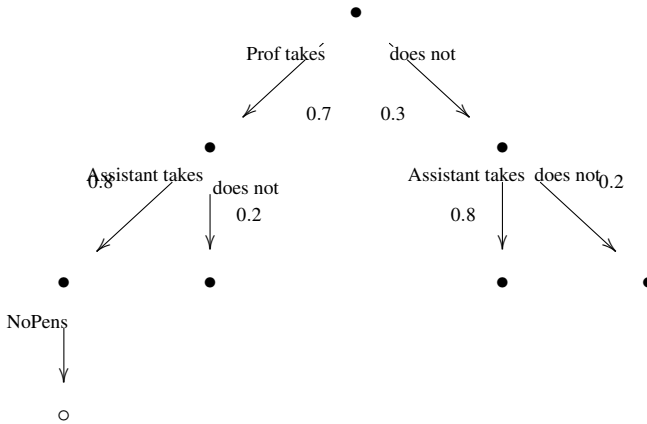 Prof takes does not
0.7 0.3
Assistant takes does not Assistant takes does not
0.8 0.2 0.8 0.2
NoPens